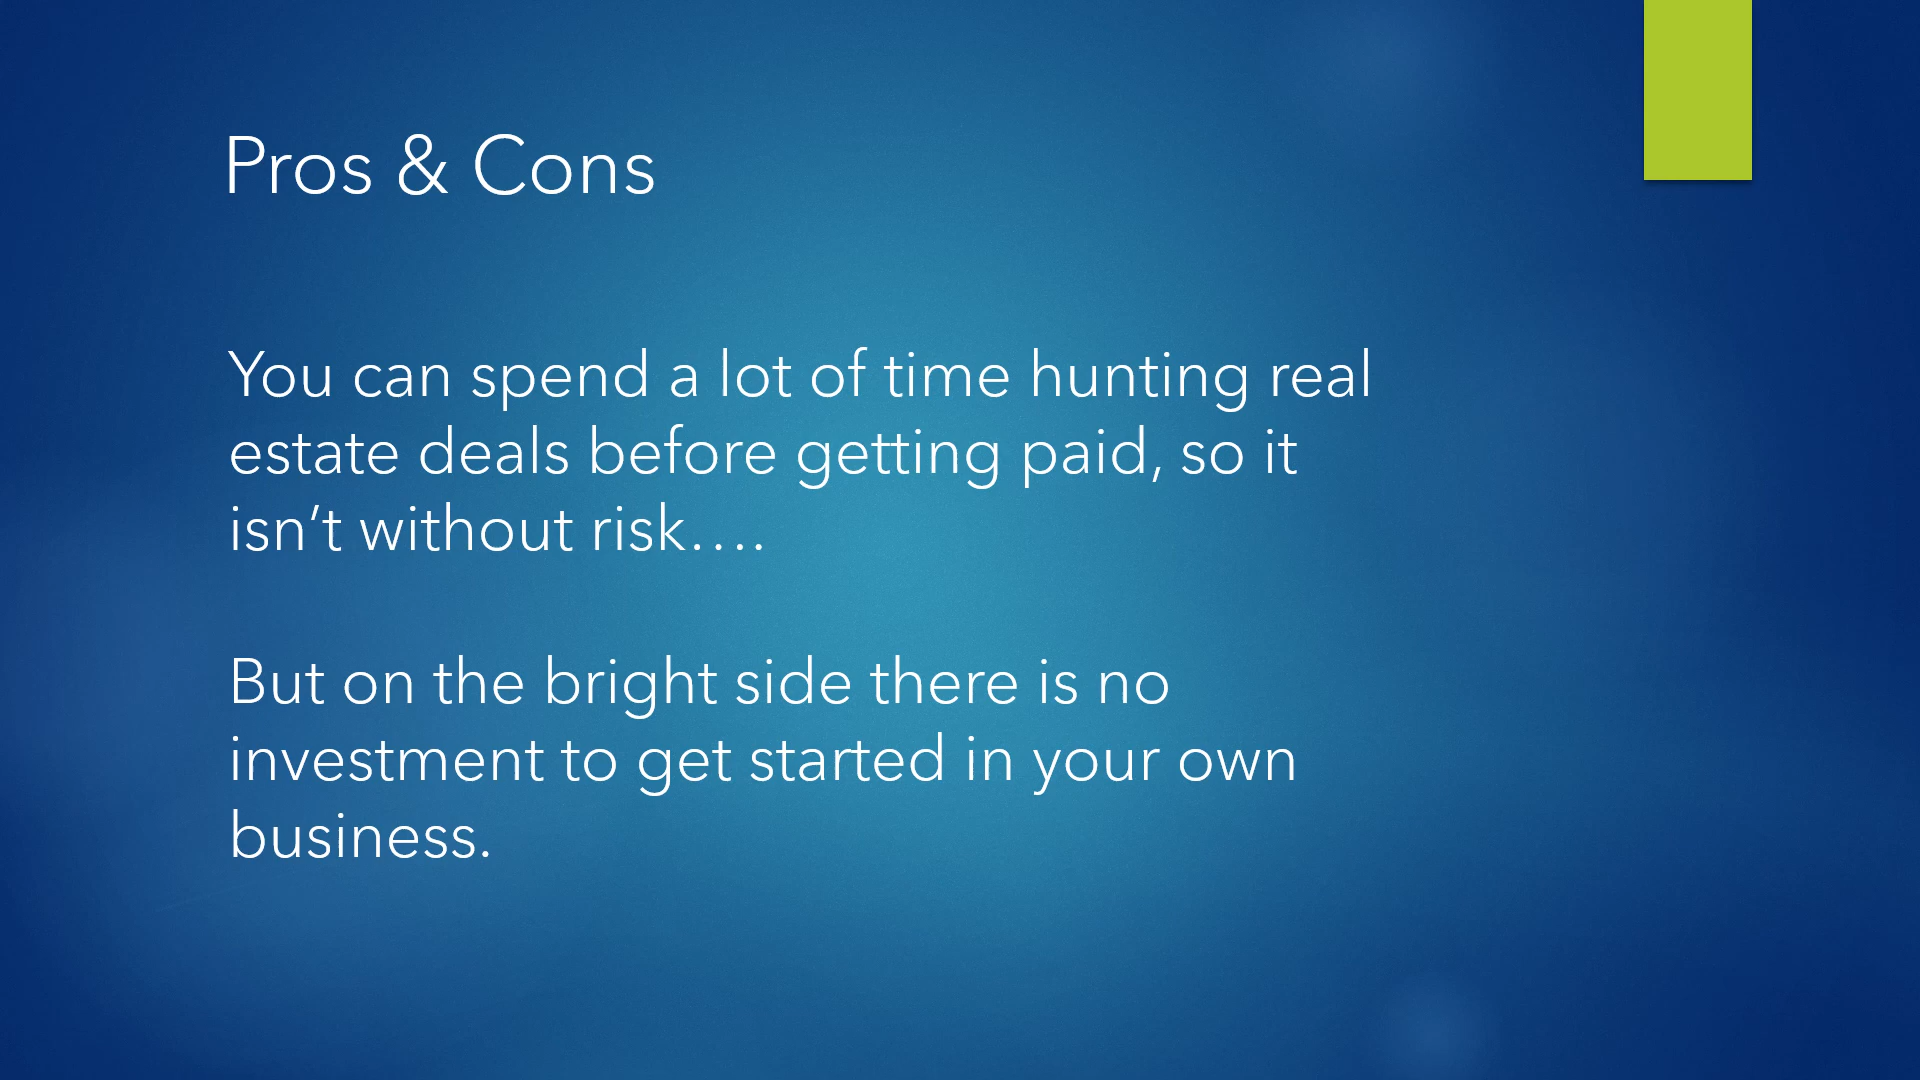 Pros & Cons
You can spend a lot of time hunting real
estate deals before getting paid, so it
isn’t without risk….
But on the bright side there is no
investment to get started in your own
business.